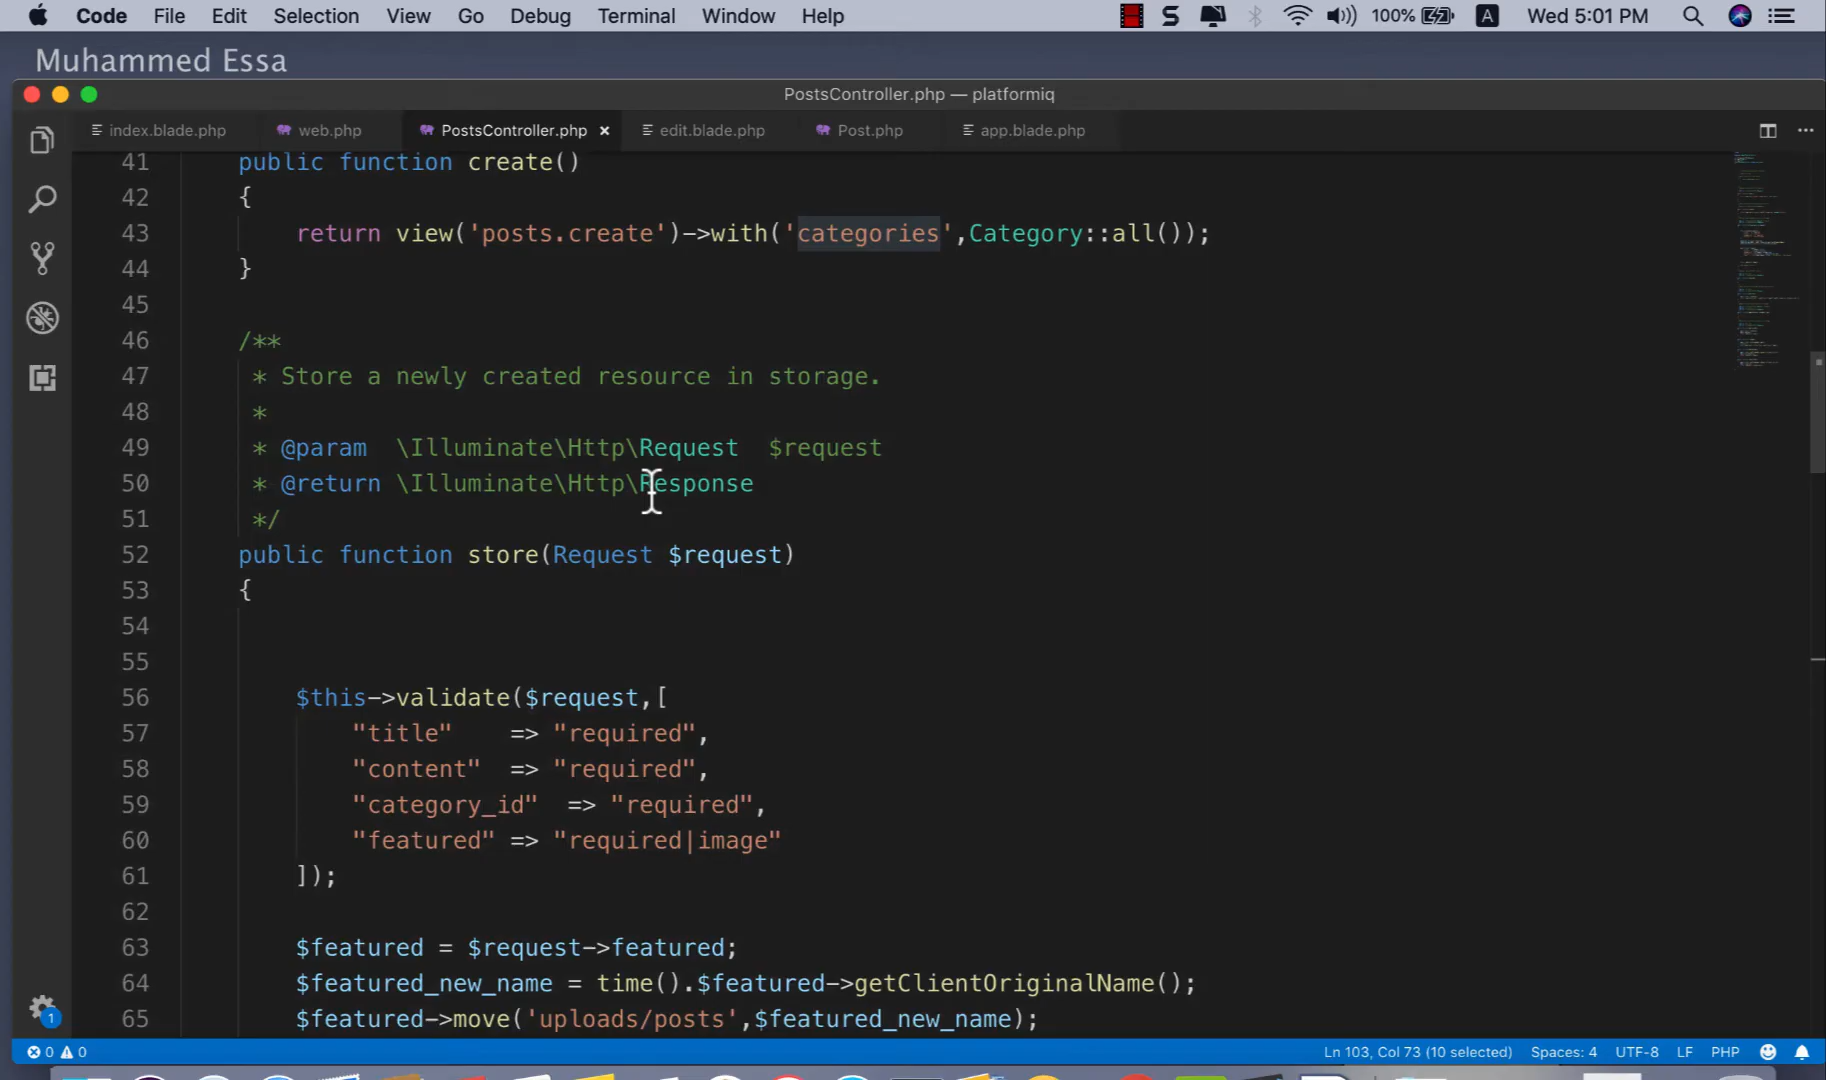 Code File Edit Selection View Go Debug Terminal Window Help 100% A Wed 5:01 PM
Muhammed Essa
PostsController.php — platformiq
index.blade.php web.php PostsController.php × edit.blade.php Post.php app.blade.php
41 public function create()
42 {
43 return view('posts.create')->with('categories',Category::all());
44 }
45
46 /**
47 * Store a newly created resource in storage.
48 *
49 * @param \Illuminate\Http\Request $request
50 * @return \Illuminate\Http\Response
51 */
52 public function store(Request $request)
53 {
54
55
56 $this->validate($request,[
57 "title" => "required",
58 "content" => "required",
59 "category_id" => "required",
60 "featured" => "required|image"
61 ]);
62
63 $featured = $request->featured;
64 $featured_new_name = time().$featured->getClientOriginalName();
65 $featured->move('uploads/posts',$featured_new_name);
1
0 0 Ln 103, Col 73 (10 selected) Spaces: 4 UTF-8 LF PHP